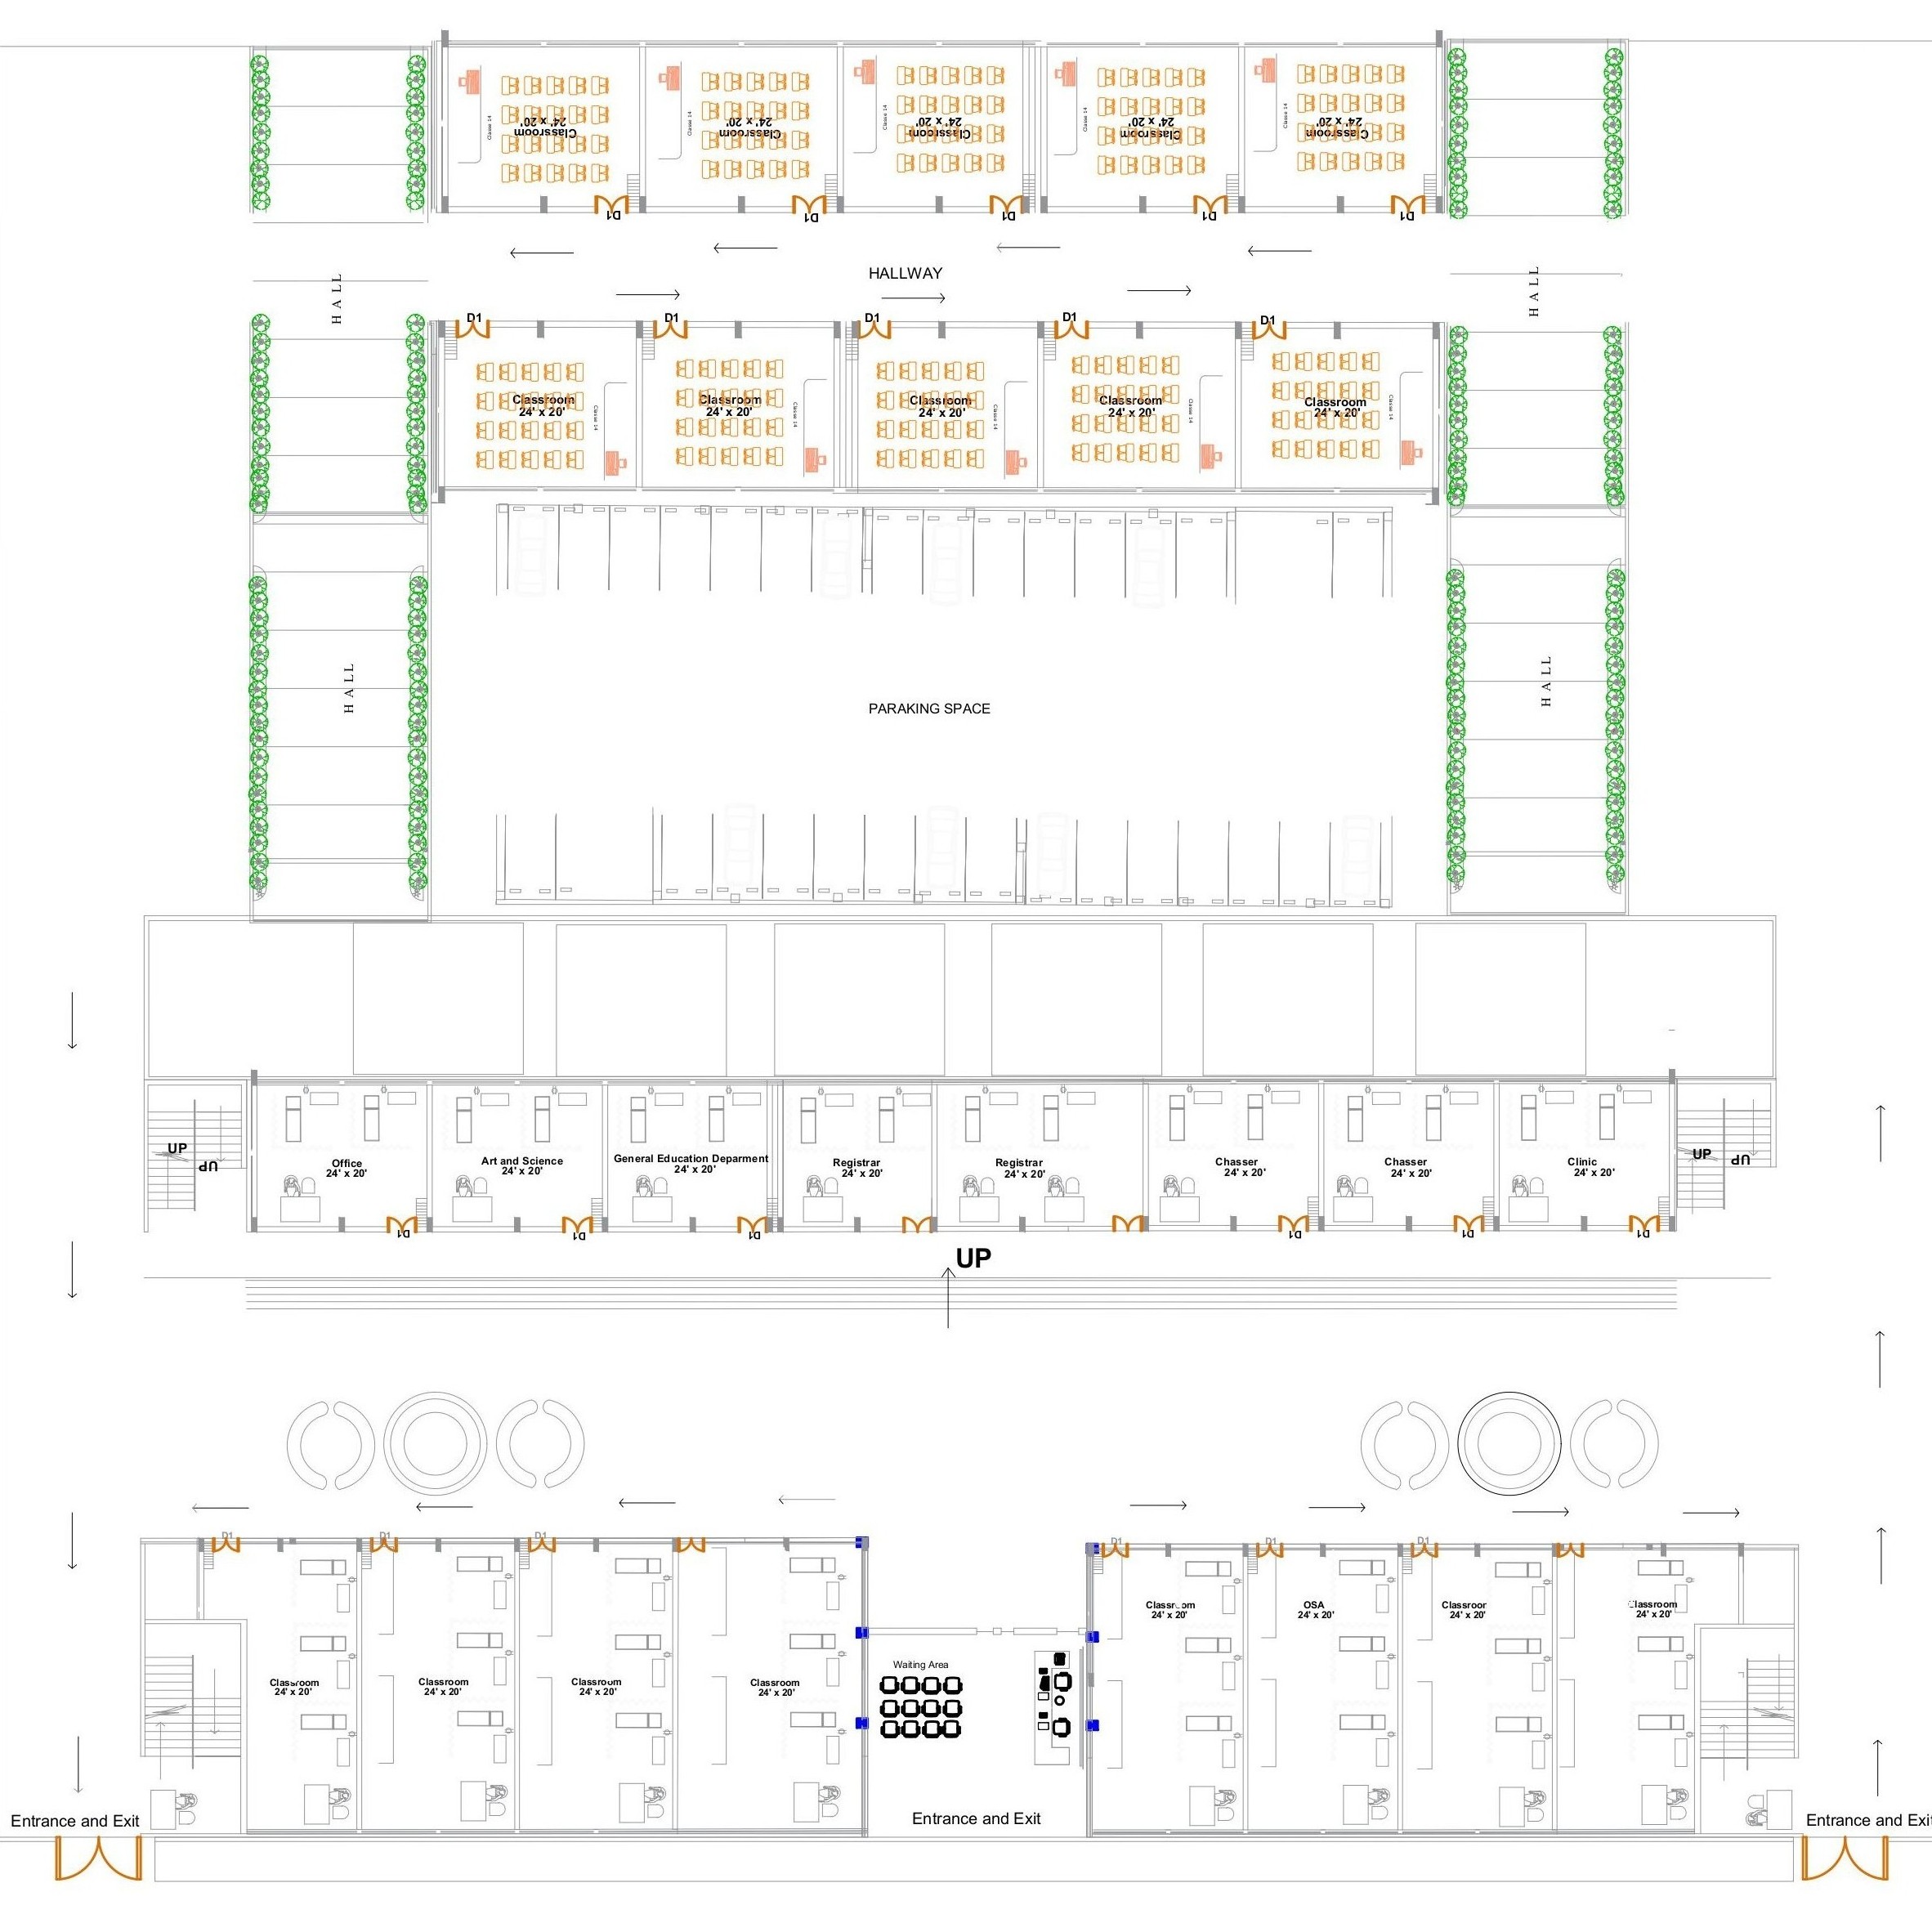 Classe 14
Classroom
24' x 20'
Classe 14
Classroom
24' x 20'
Classe 14
Classroom
24' x 20'
Classe 14
Classroom
24' x 20'
Classe 14
Classroom
24' x 20'
D1
D1
D1
D1
D1
HALLWAY
HALL
HALL
D1
D1
D1
D1
D1
Classroom
24' x 20'
Classe 14
Classroom
24' x 20'
Classe 14
Classroom
24' x 20'
Classe 14
Classroom
24' x 20'
Classe 14
Classroom
24' x 20'
Classe 14
HALL
HALL
PARAKING SPACE
UP
UP
Office
24' x 20'
Art and Science
24' x 20'
General Education Deparment
24' x 20'
Registrar
24' x 20'
Registrar
24' x 20'
Chasser
24' x 20'
Chasser
24' x 20'
Clinic
24' x 20'
UP
UP
D1
D1
D1
D1
D1
D1
UP
D1
D1
D1
D1
D1
D1
Classroom
24' x 20'
OSA
24' x 20'
Classroom
24' x 20'
Classroom
24' x 20'
Waiting Area
Classroom
24' x 20'
Classroom
24' x 20'
Classroom
24' x 20'
Classroom
24' x 20'
Entrance and Exit
Entrance and Exit
Entrance and Exit